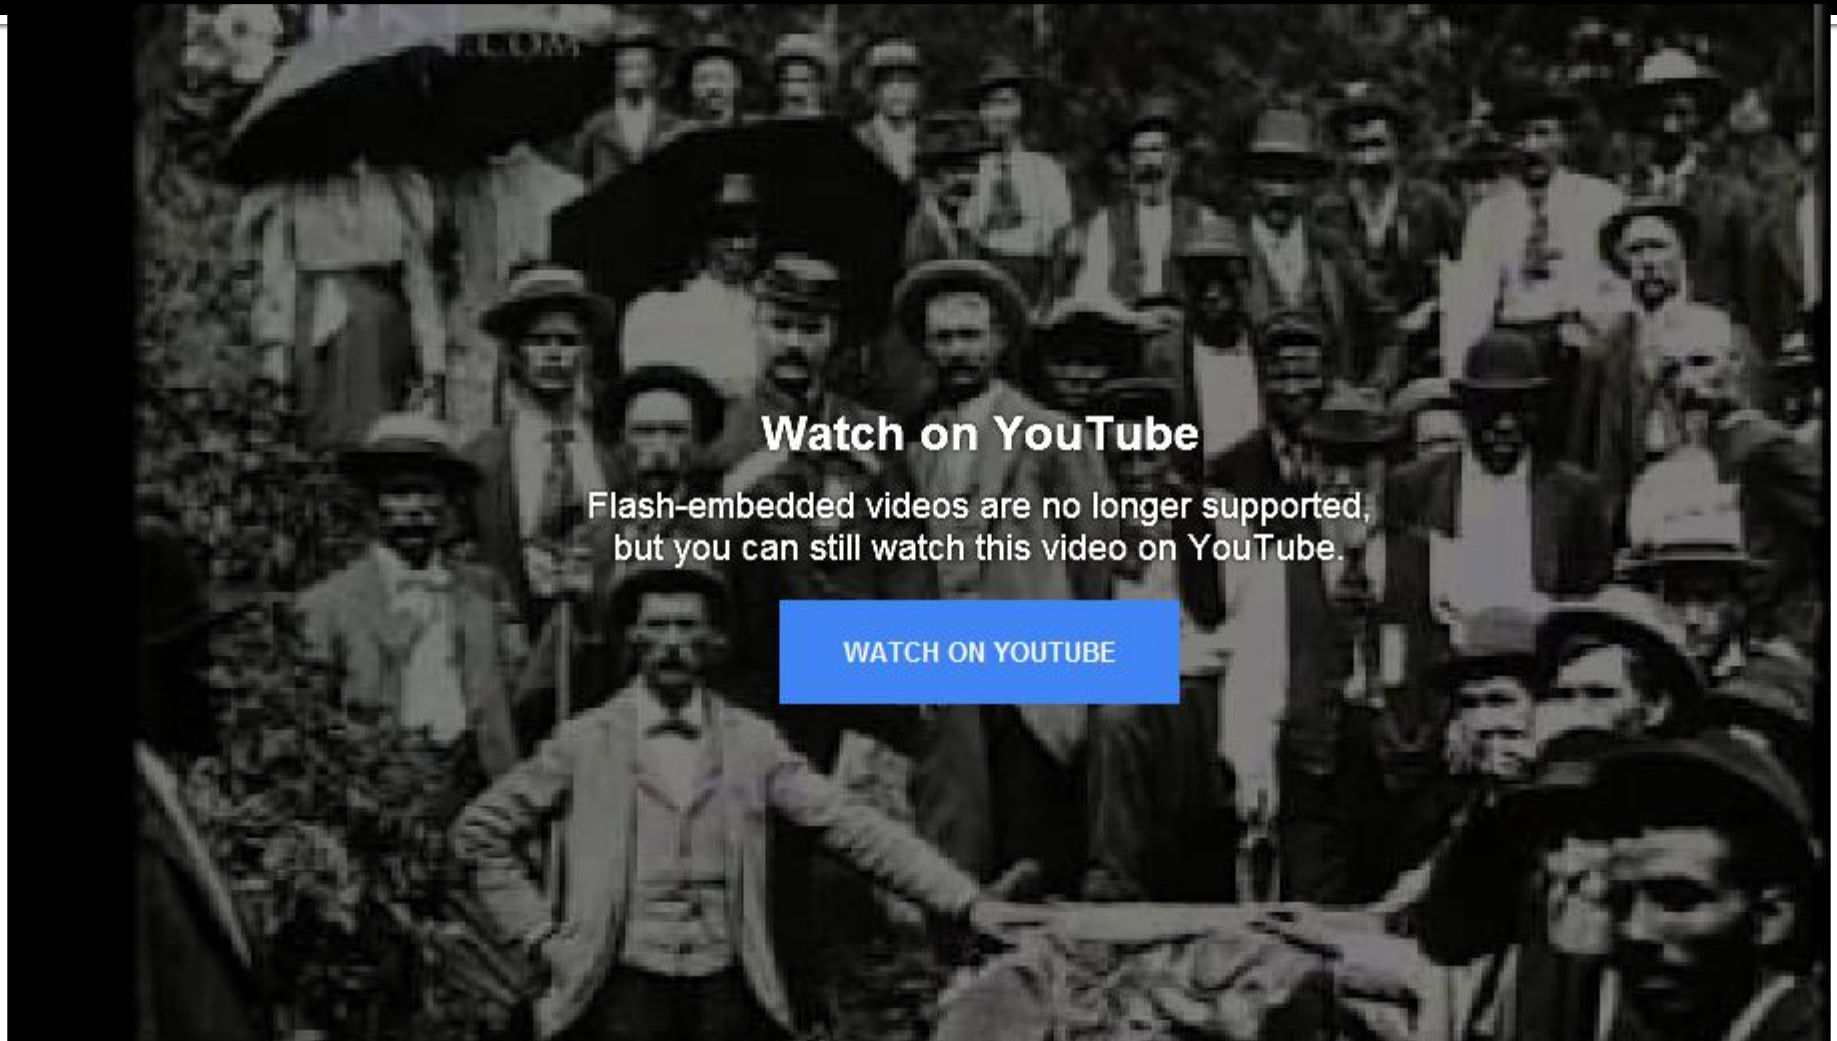 .COM
Watch on YouTube
Flash-embedded videos are no longer supported,
but you can still watch this video on YouTube.
WATCH ON YOUTUBE